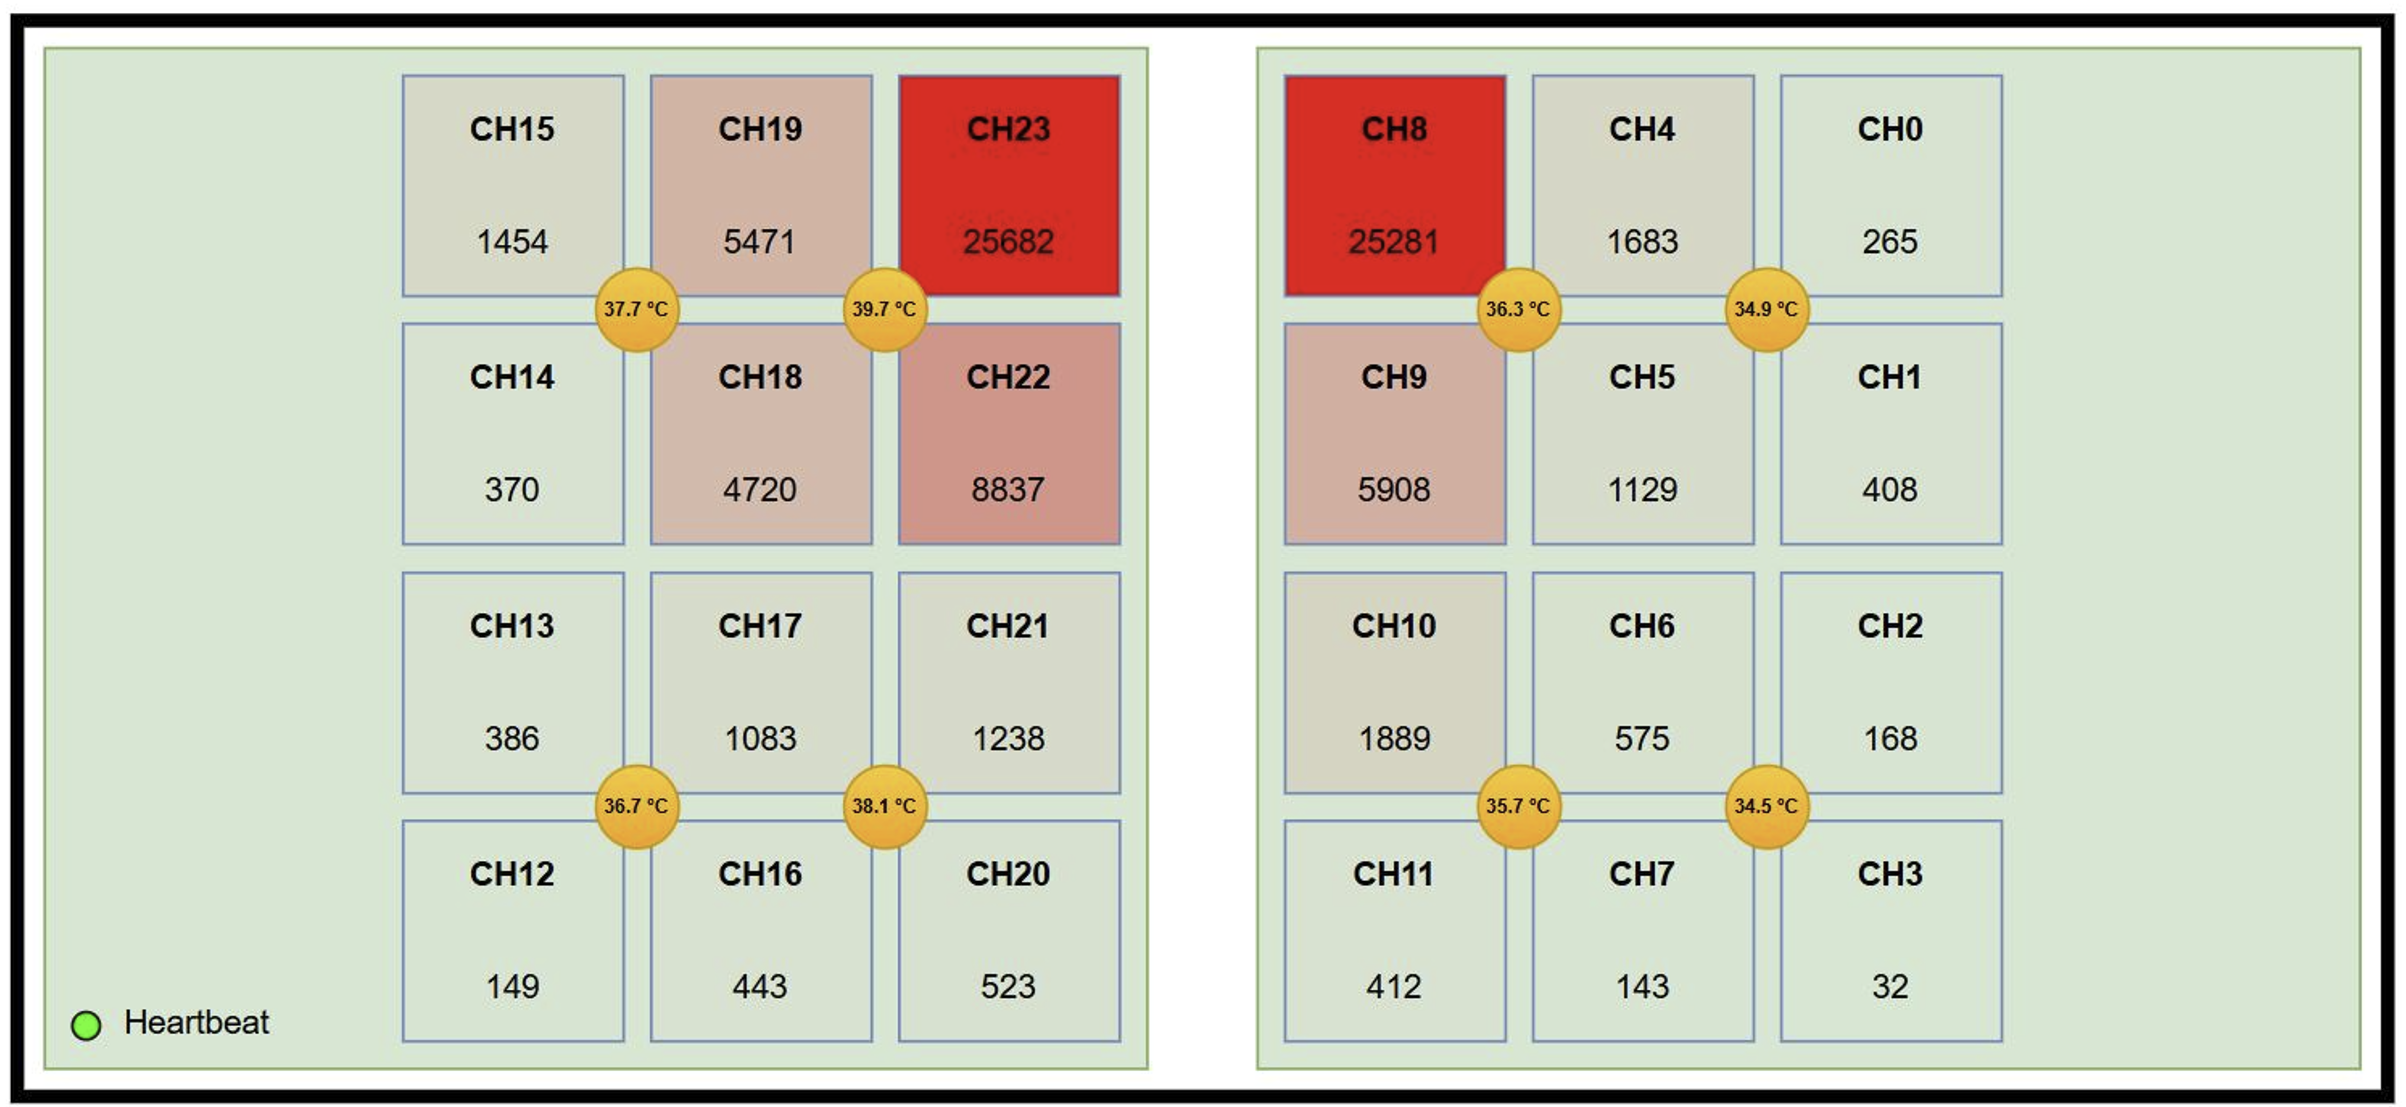 CH15 CH19 CH23 CH8 CH4 CH0
1454 5471 25682 25281 1683 265
37.7 °C 39.7 °C 36.3 °C 34.9 °C
CH14 CH18 CH22 CH9 CH5 CH1
370 4720 8837 5908 1129 408
CH13 CH17 CH21 CH10 CH6 CH2
386 1083 1238 1889 575 168
36.7 °C 38.1 °C 35.7 °C 34.5 °C
CH12 CH16 CH20 CH11 CH7 CH3
149 443 523 412 143 32
Heartbeat